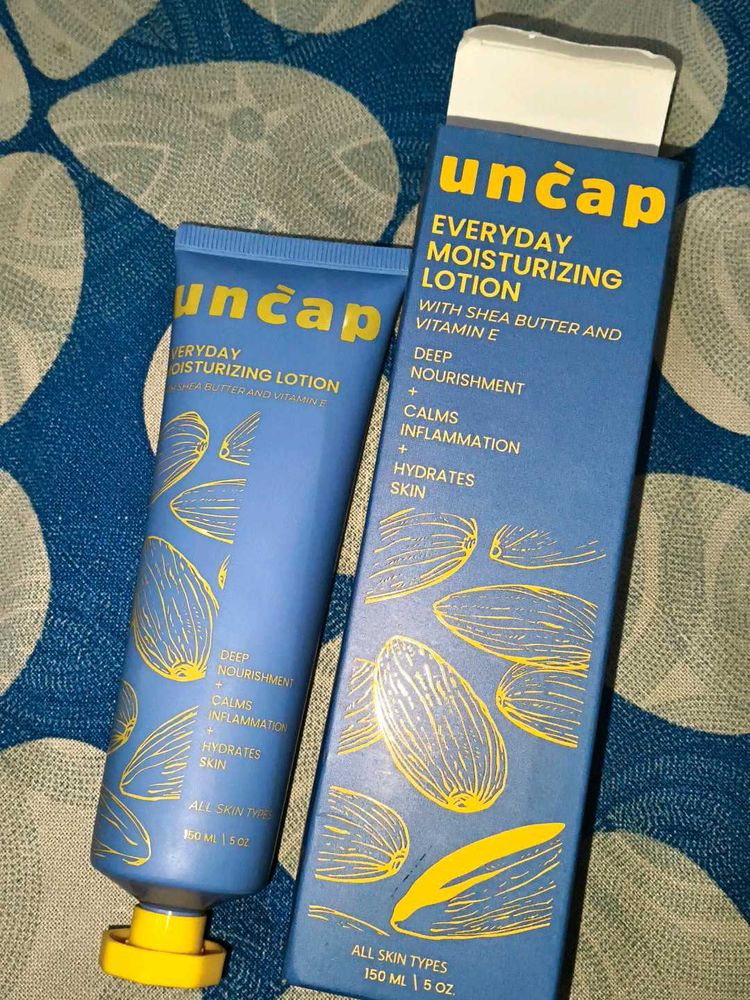 uncap
EVERYDAY
MOISTURIZING
LOTION
WITH SHEA BUTTER AND
VITAMIN E
DEEP
NOURISHMENT
+
CALMS
INFLAMMATION
+
HYDRATES
SKIN
ALL SKIN TYPES
150 ML \ 5 OZ.
uncap
VERYDAY
OISTURIZING LOTION
SHEA BUTTER AND VITAMIN E
DEEP
NOURISHMENT
+
CALMS
INFLAMMATION
+
HYDRATES
SKIN
ALL SKIN TYPES
150 ML \ 5 OZ